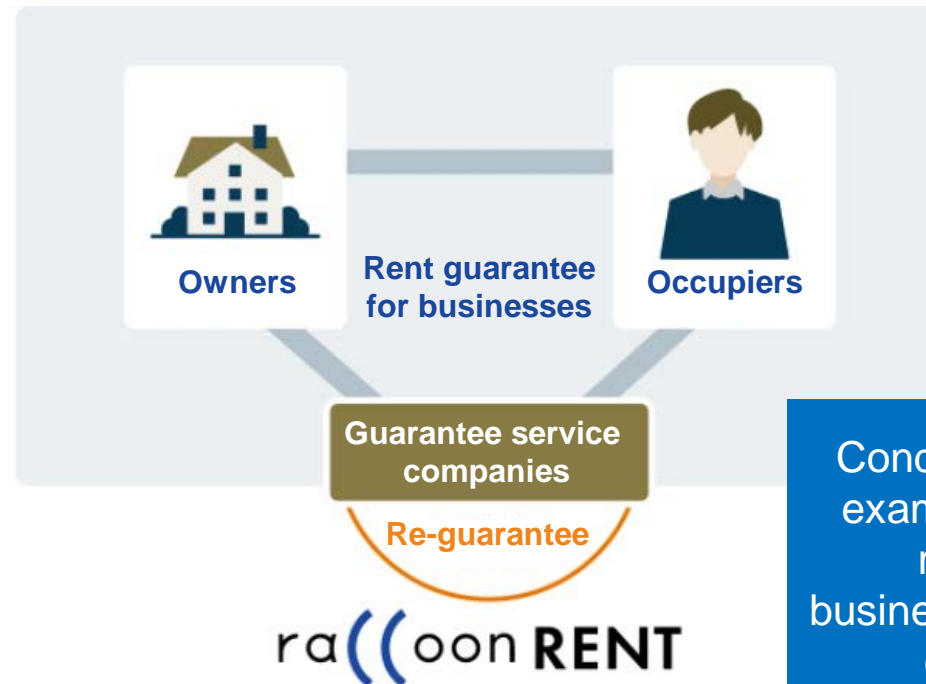 Owners
Rent guarantee
for businesses
Occupiers
Guarantee service
companies
Re-guarantee
raccoon RENT